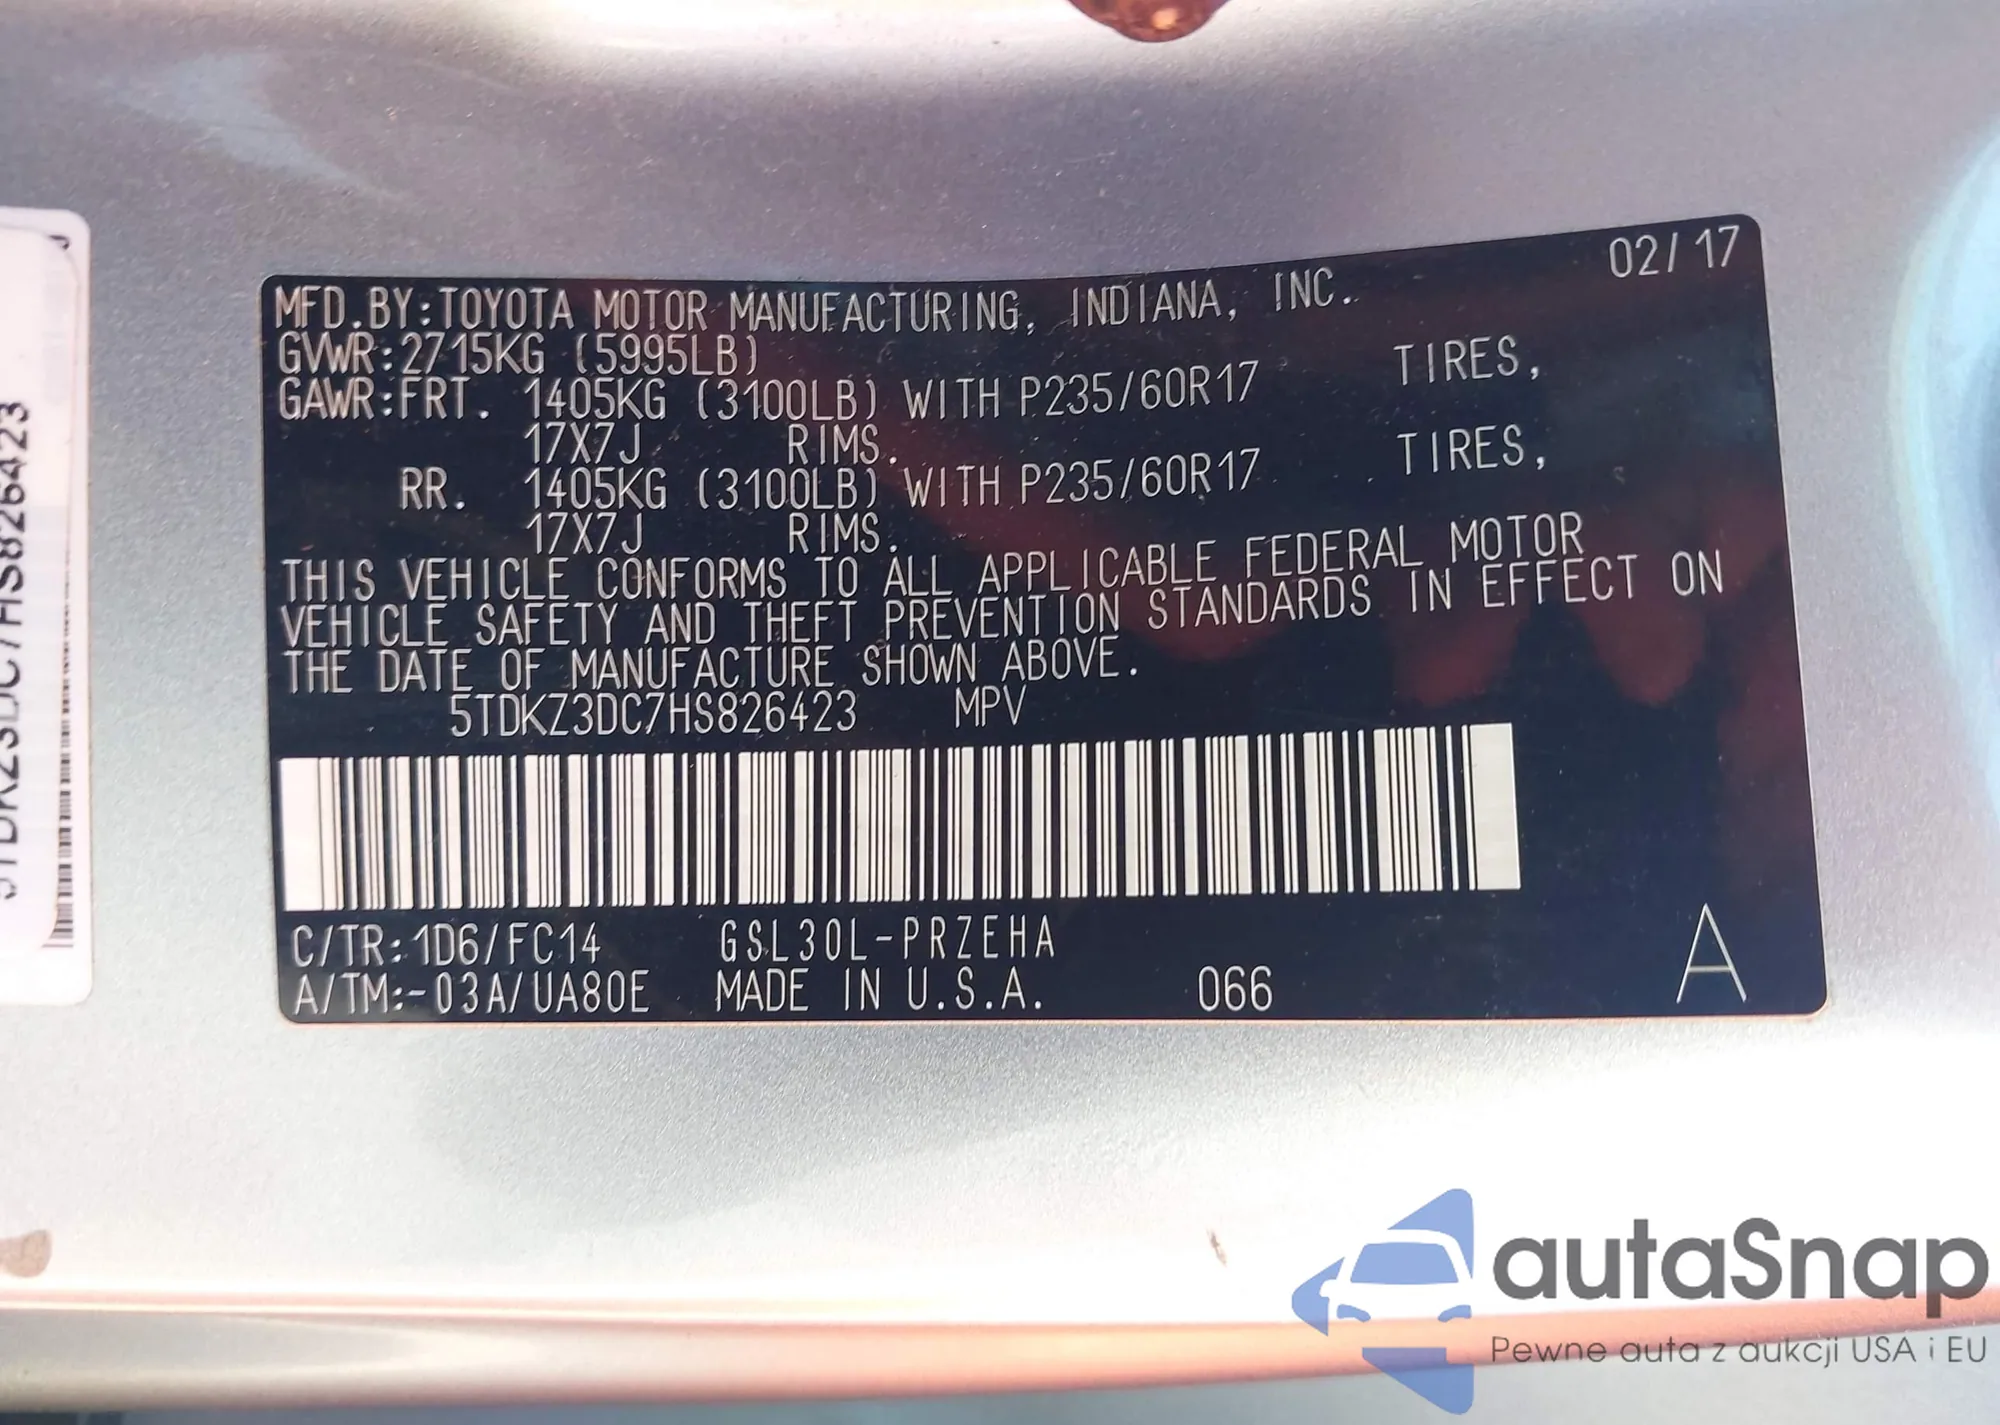 02/17
MFD.BY:TOYOTA MOTOR MANUFACTURING, INDIANA, INC.
GVWR:2715KG (5995LB)
GAWR:FRT. 1405KG (3100LB) WITH P235/60R17 TIRES,
17X7J RIMS.
RR. 1405KG (3100LB) WITH P235/60R17 TIRES,
17X7J RIMS.
THIS VEHICLE CONFORMS TO ALL APPLICABLE FEDERAL MOTOR
VEHICLE SAFETY AND THEFT PREVENTION STANDARDS IN EFFECT ON
THE DATE OF MANUFACTURE SHOWN ABOVE.
5TDKZ3DC7HS826423 MPV
C/TR:1D6/FC14 GSL30L-PRZEHA
A/TM:-03A/UA80E MADE IN U.S.A. 066
A
5TDKZ3DC7HS826423
autaSnap
Pewne auta z aukcji USA i EU